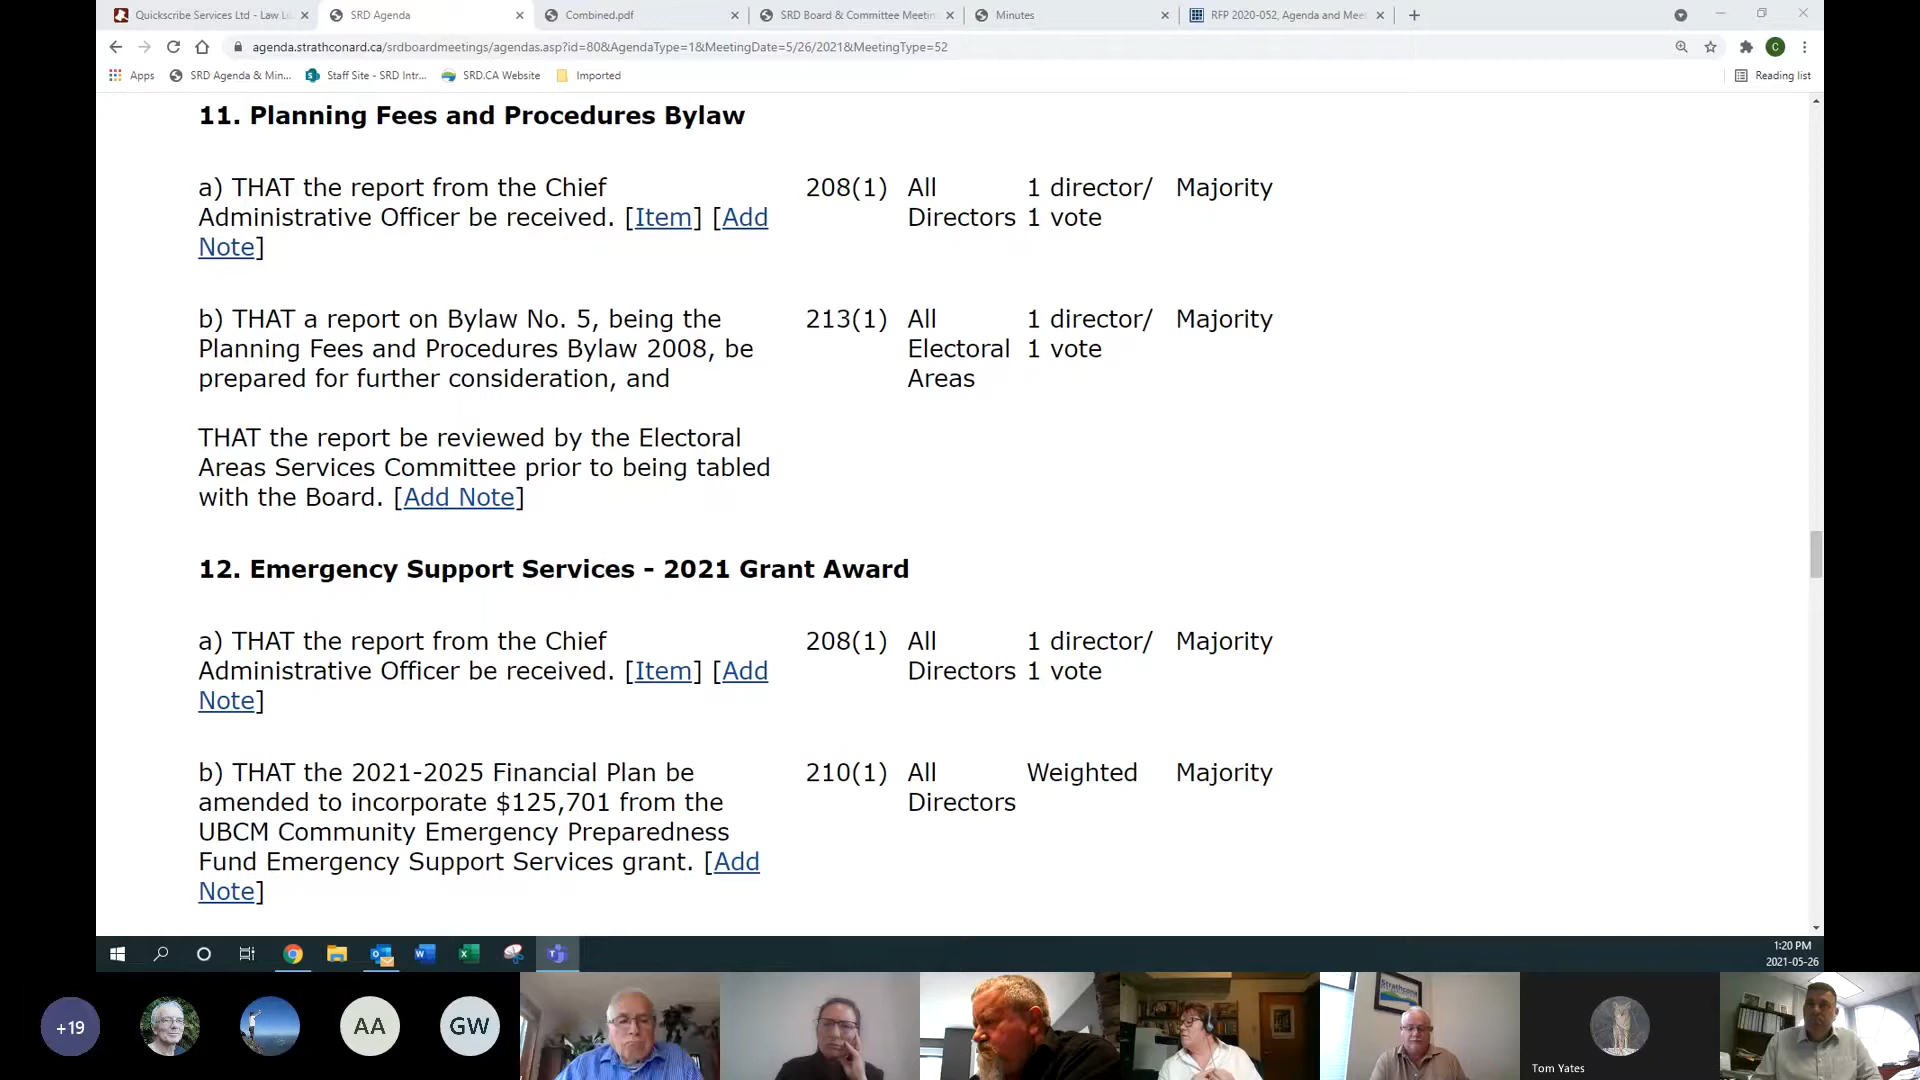 Quickscribe Services Ltd - Law Li
SRD Agenda
Combined.pdf
SRD Board & Committee Meetin
Minutes
RFP 2020-052, Agenda and Meet
agenda.strathconard.ca/srdboardmeetings/agendas.asp?id=80&AgendaType=1&MeetingDate=5/26/2021&MeetingType=52
C
Apps
SRD Agenda & Min...
Staff Site - SRD Intr...
SRD.CA Website
Imported
Reading list
11. Planning Fees and Procedures Bylaw
a) THAT the report from the Chief 208(1) All 1 director/ Majority
Administrative Officer be received. [Item] [Add Directors 1 vote
Note]
b) THAT a report on Bylaw No. 5, being the 213(1) All 1 director/ Majority
Planning Fees and Procedures Bylaw 2008, be Electoral 1 vote
prepared for further consideration, and Areas
THAT the report be reviewed by the Electoral
Areas Services Committee prior to being tabled
with the Board. [Add Note]
12. Emergency Support Services - 2021 Grant Award
a) THAT the report from the Chief 208(1) All 1 director/ Majority
Administrative Officer be received. [Item] [Add Directors 1 vote
Note]
b) THAT the 2021-2025 Financial Plan be 210(1) All Weighted Majority
amended to incorporate $125,701 from the Directors
UBCM Community Emergency Preparedness
Fund Emergency Support Services grant. [Add
Note]
1:20 PM
2021-05-26
+19
AA
GW
Strathcona
Tom Yates